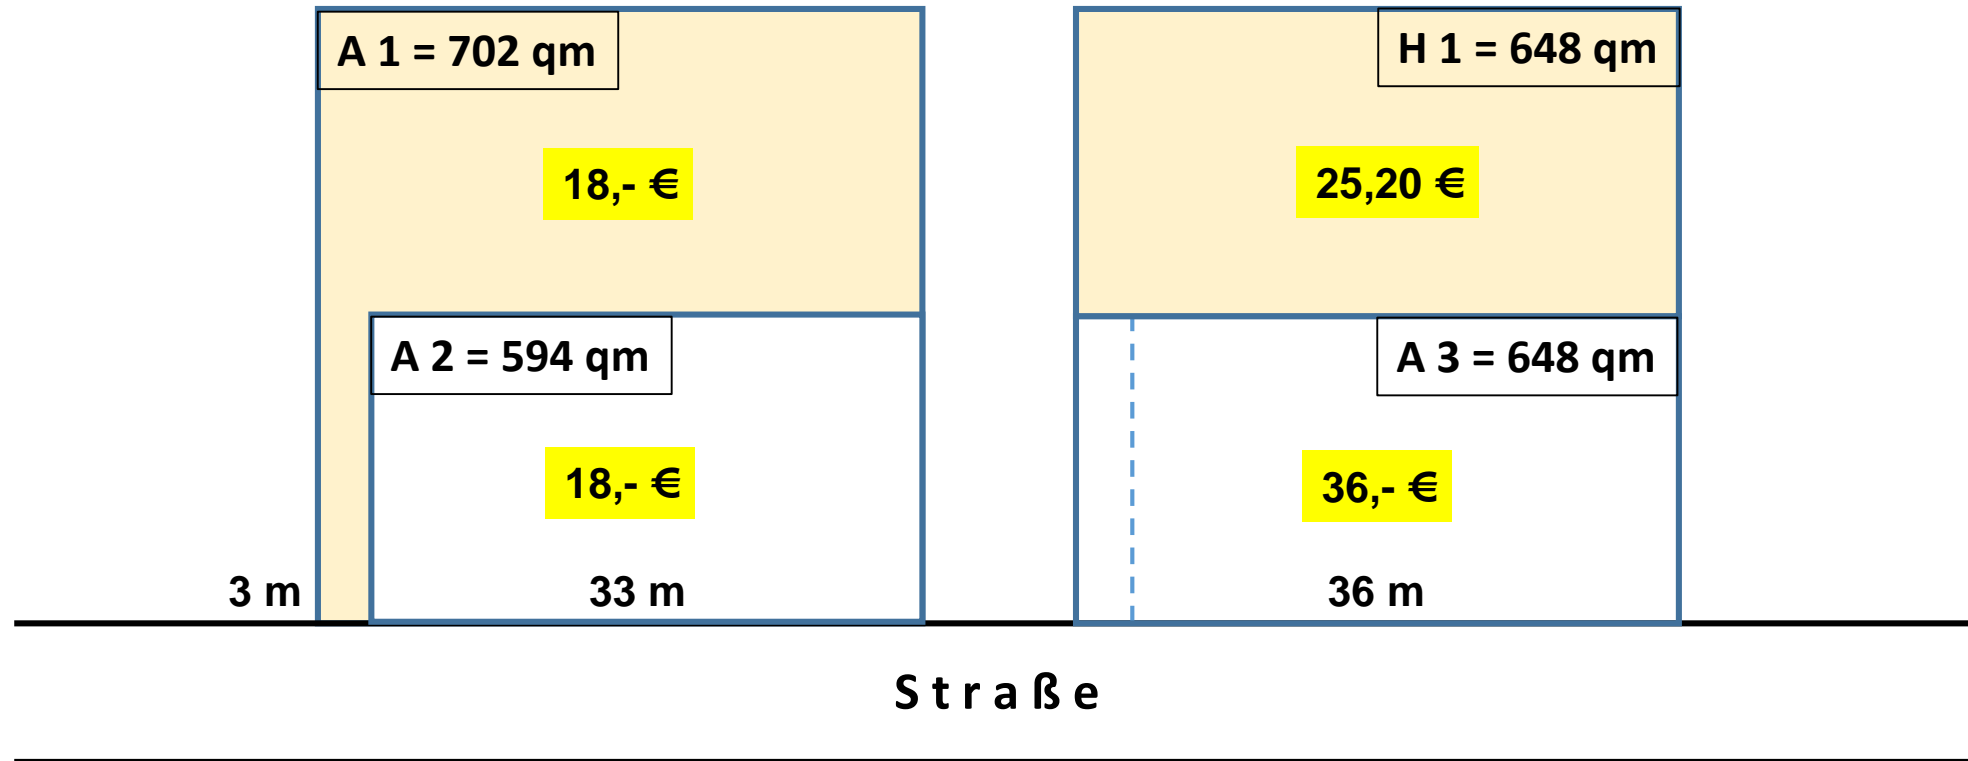 A 1 = 702 qm
H 1 = 648 qm
18,- €
25,20 €
A 2 = 594 qm
A 3 = 648 qm
18,- €
36,- €
3 m
33 m
36 m
Straße